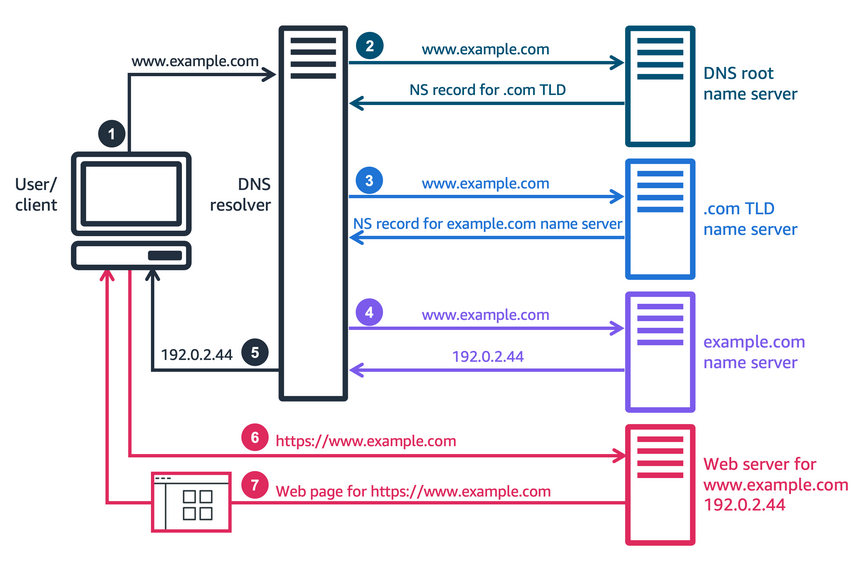 www.example.com
1
User/
client
DNS
resolver
2
www.example.com
NS record for .com TLD
DNS root
name server
3
www.example.com
NS record for example.com name server
.com TLD
name server
4
www.example.com
192.0.2.44
example.com
name server
192.0.2.44
5
6
https://www.example.com
7
Web page for https://www.example.com
Web server for
www.example.com
192.0.2.44